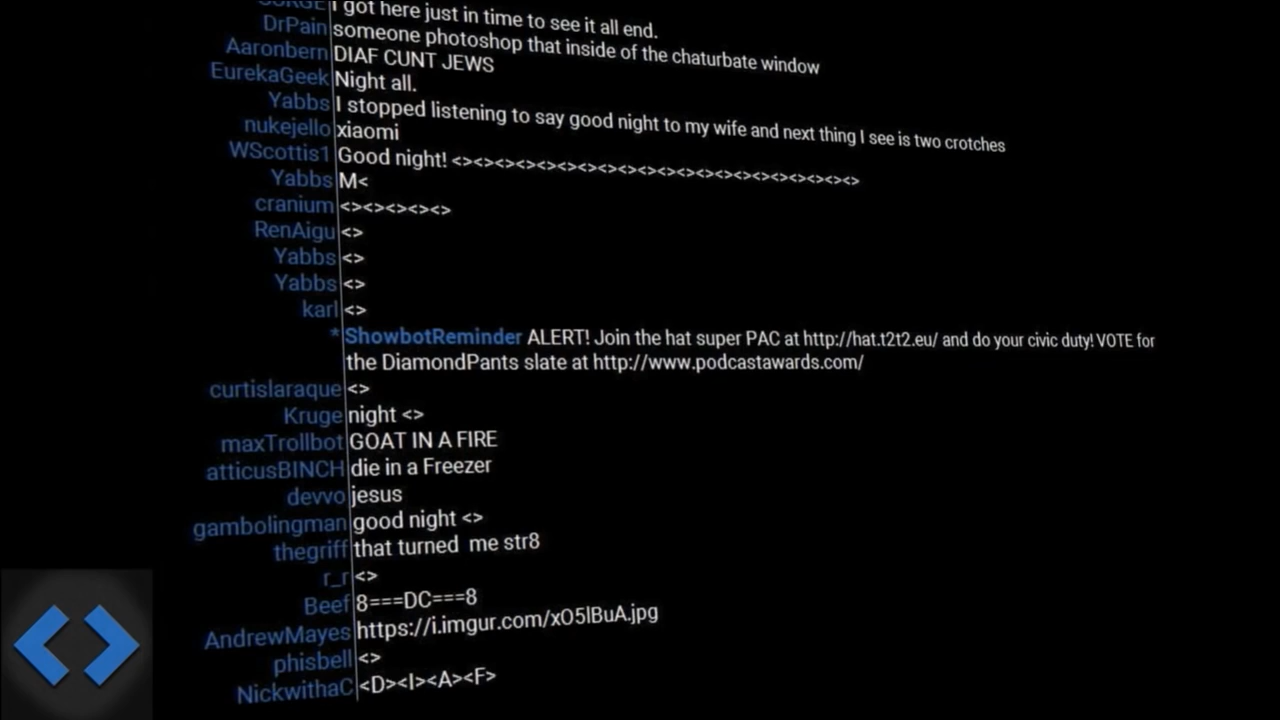 I got here just in time to see it all end.
DrPain someone photoshop that inside of the chaturbate window
Aaronbern DIAF CUNT JEWS
EurekaGeek Night all.
Yabbs I stopped listening to say good night to my wife and next thing I see is two crotches
nukejello xiaomi
WScottis1 Good night! <><><><><><><><><><><><><><><><><><><>
Yabbs M<
cranium <><><><><>
RenAigu <>
Yabbs <>
Yabbs <>
karl <>
* ShowbotReminder ALERT! Join the hat super PAC at http://hat.t2t2.eu/ and do your civic duty! VOTE for
the DiamondPants slate at http://www.podcastawards.com/
curtislaraque <>
Kruge night <>
maxTrollbot GOAT IN A FIRE
atticusBINCH die in a Freezer
devvo jesus
gambolingman good night <>
thegriff that turned me str8
r_r <>
Beef 8===DC===8
AndrewMayes https://i.imgur.com/xO5lBuA.jpg
phisbell <>
NickwithaC <D><I><A><F>